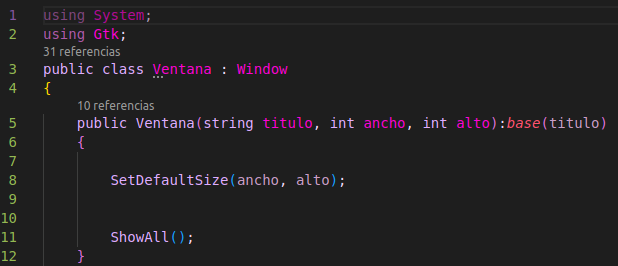 1 using System;
2 using Gtk;
31 referencias
3 public class Ventana : Window
4 {
10 referencias
5 public Ventana(string titulo, int ancho, int alto):base(titulo)
6 {
7
8 SetDefaultSize(ancho, alto);
9
10
11 ShowAll();
12 }